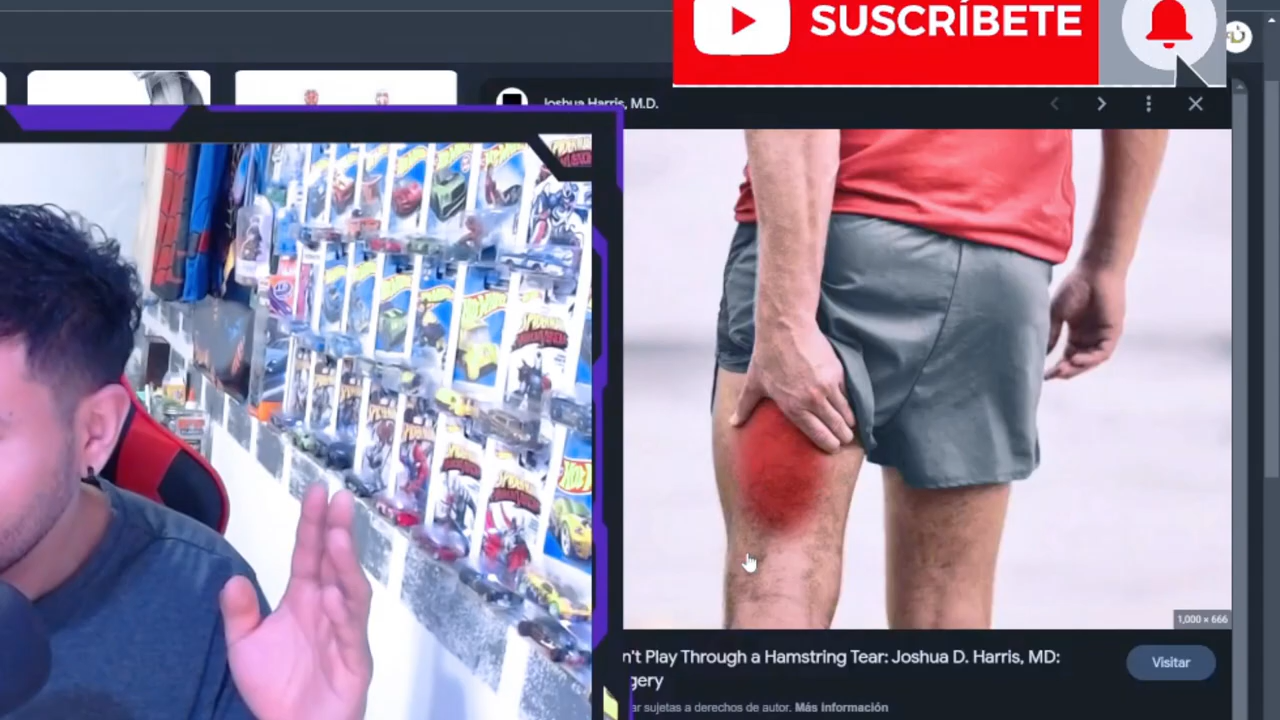 SUSCRÍBETE
Joshua Harris, M.D.
1,000 × 666
n't Play Through a Hamstring Tear: Joshua D. Harris, MD:
gery
Visitar
ar sujetas a derechos de autor. Más información